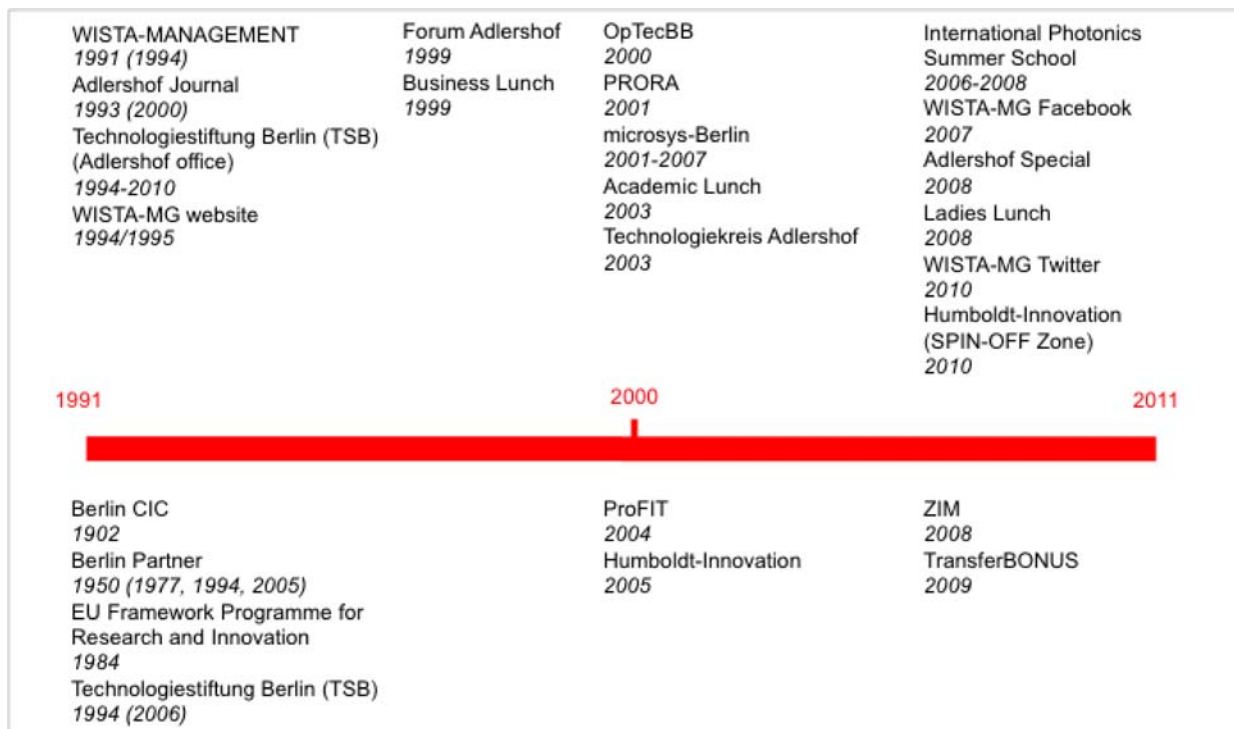 WISTA-MANAGEMENT
1991 (1994)
Adlershof Journal
1993 (2000)
Technologiestiftung Berlin (TSB)
(Adlershof office)
1994-2010
WISTA-MG website
1994/1995
Forum Adlershof
1999
Business Lunch
1999
OpTecBB
2000
PRORA
2001
microsys-Berlin
2001-2007
Academic Lunch
2003
Technologiekreis Adlershof
2003
International Photonics
Summer School
2006-2008
WISTA-MG Facebook
2007
Adlershof Special
2008
Ladies Lunch
2008
WISTA-MG Twitter
2010
Humboldt-Innovation
(SPIN-OFF Zone)
2010
1991
2000
2011
Berlin CIC
1902
Berlin Partner
1950 (1977, 1994, 2005)
EU Framework Programme for
Research and Innovation
1984
Technologiestiftung Berlin (TSB)
1994 (2006)
ProFIT
2004
Humboldt-Innovation
2005
ZIM
2008
TransferBONUS
2009